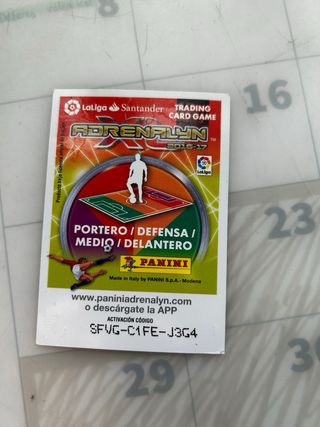 8
16
23
29
30
LaLiga Santander
TRADING
CARD GAME
ADRENALYN XL
2016-17
LaLiga
PORTERO / DEFENSA /
MEDIO / DELANTERO
PANINI
Made in Italy by PANINI S.p.A. - Modena
www.paniniadrenalyn.com
o descárgate la APP
ACTIVACIÓN CÓDIGO
SFVG-C1FE-J3G4